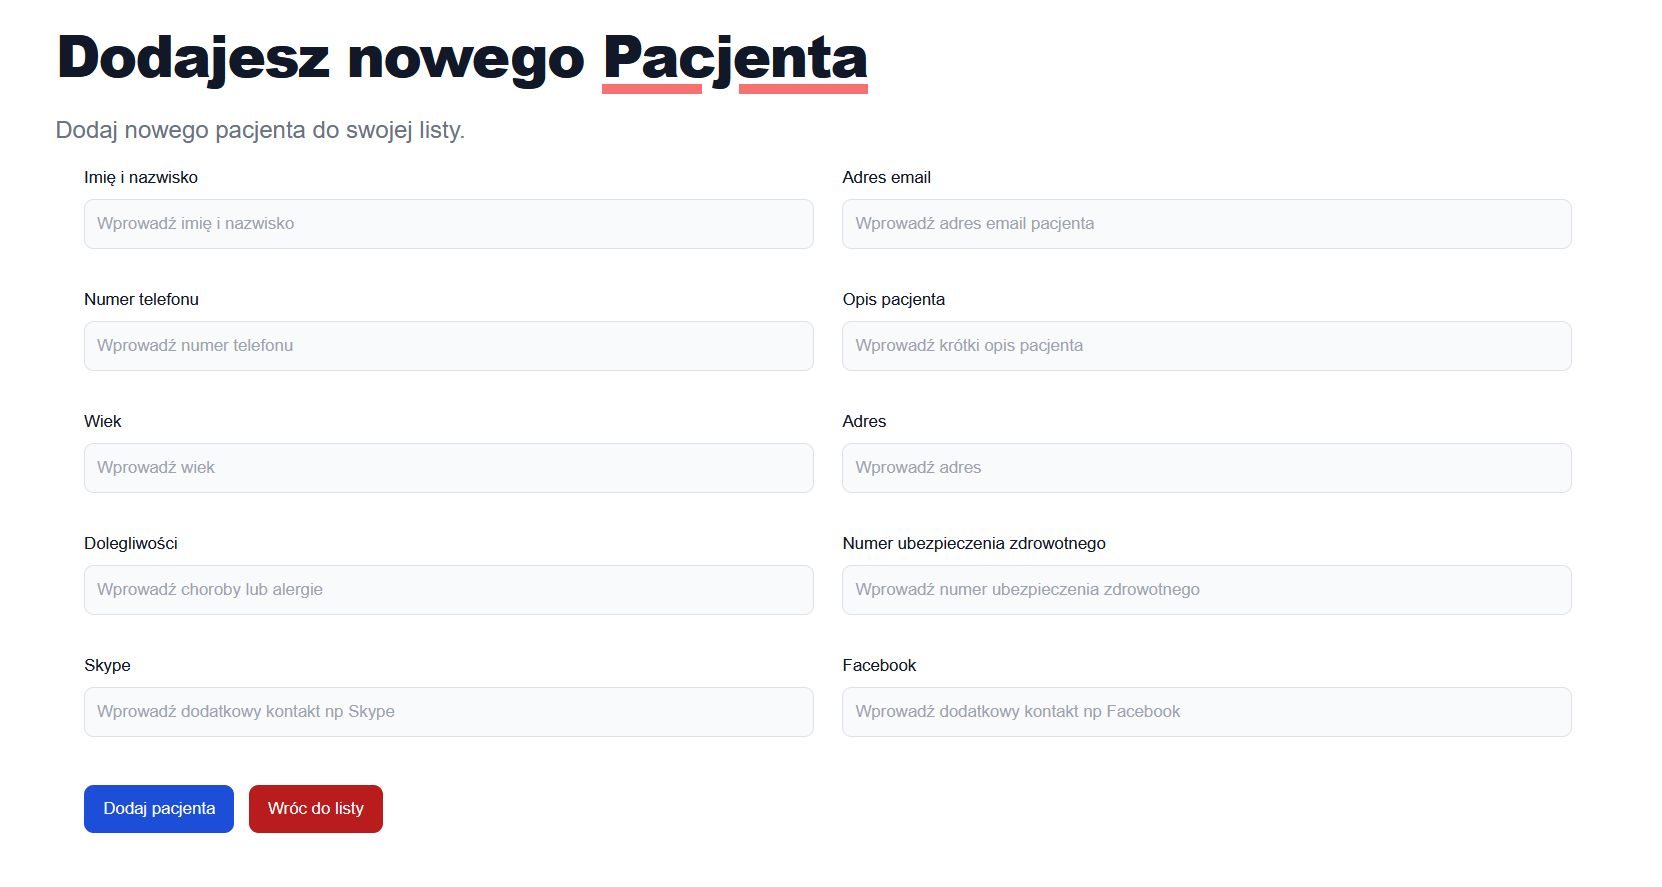 Dodajesz nowego Pacjenta
Dodaj nowego pacjenta do swojej listy.
Imię i nazwisko
Adres email
Wprowadź imię i nazwisko
Wprowadź adres email pacjenta
Numer telefonu
Opis pacjenta
Wprowadź numer telefonu
Wprowadź krótki opis pacjenta
Wiek
Adres
Wprowadź wiek
Wprowadź adres
Dolegliwości
Numer ubezpieczenia zdrowotnego
Wprowadź choroby lub alergie
Wprowadź numer ubezpieczenia zdrowotnego
Skype
Facebook
Wprowadź dodatkowy kontakt np Skype
Wprowadź dodatkowy kontakt np Facebook
Dodaj pacjenta
Wróc do listy